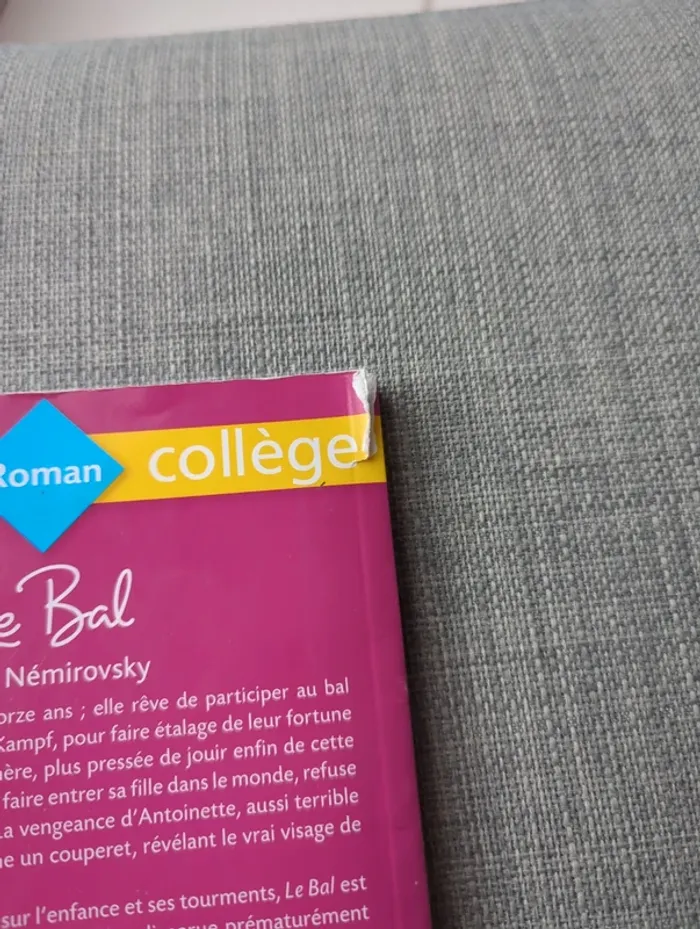 Roman
collège
e Bal
Némirovsky
orze ans ; elle rêve de participer au bal
Kampf, pour faire étalage de leur fortune
ère, plus pressée de jouir enfin de cette
faire entrer sa fille dans le monde, refuse
La vengeance d'Antoinette, aussi terrible
e un couperet, révélant le vrai visage de
sur l'enfance et ses tourments, Le Bal est
prématurément